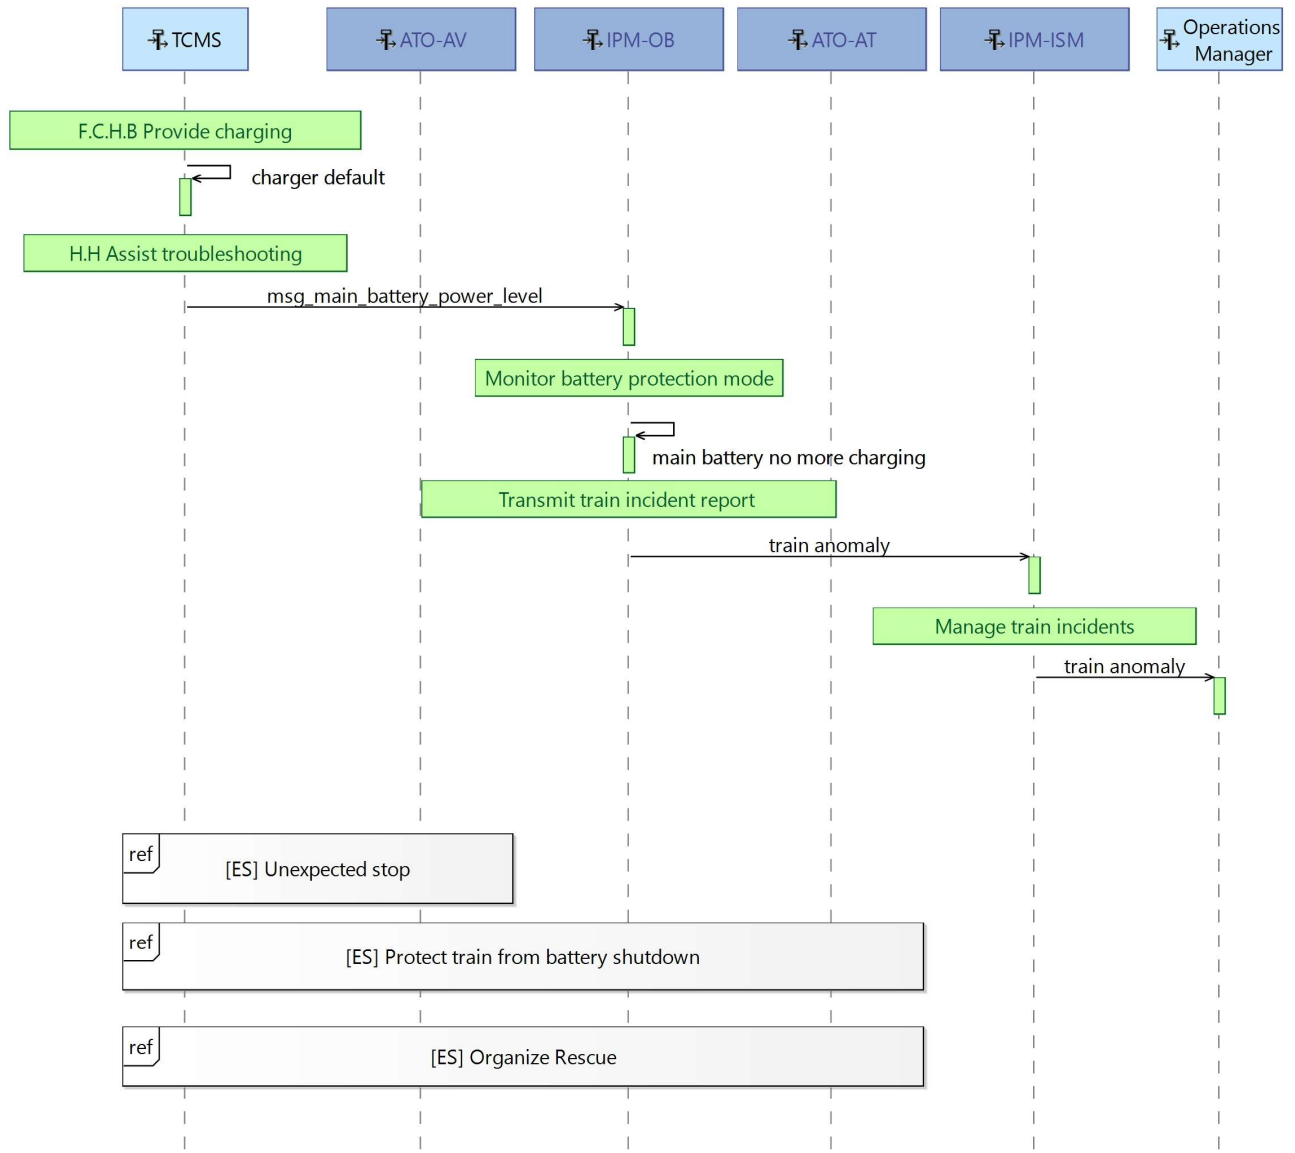 TCMS
ATO-AV
IPM-OB
ATO-AT
IPM-ISM
Operations
Manager
F.C.H.B Provide charging
charger default
H.H Assist troubleshooting
msg_main_battery_power_level
Monitor battery protection mode
main battery no more charging
Transmit train incident report
train anomaly
Manage train incidents
train anomaly
ref
[ES] Unexpected stop
ref
[ES] Protect train from battery shutdown
ref
[ES] Organize Rescue